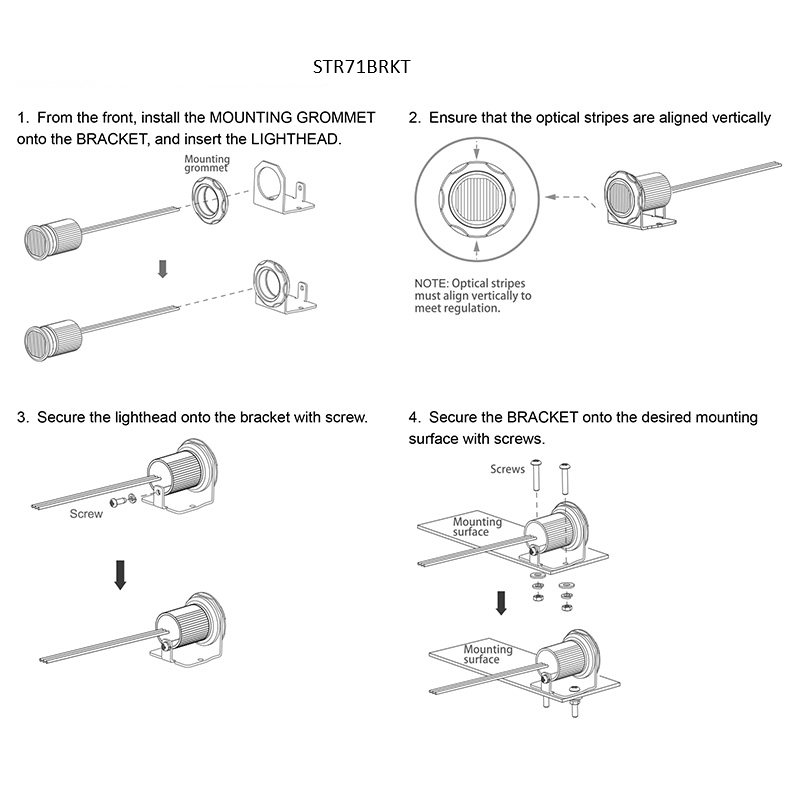 STR71BRKT
1. From the front, install the MOUNTING GROMMET
onto the BRACKET, and insert the LIGHTHEAD.
Mounting
grommet
2. Ensure that the optical stripes are aligned vertically
NOTE: Optical stripes
must align vertically to
meet regulation.
3. Secure the lighthead onto the bracket with screw.
Screw
4. Secure the BRACKET onto the desired mounting
surface with screws.
Screws
Mounting
surface
Mounting
surface